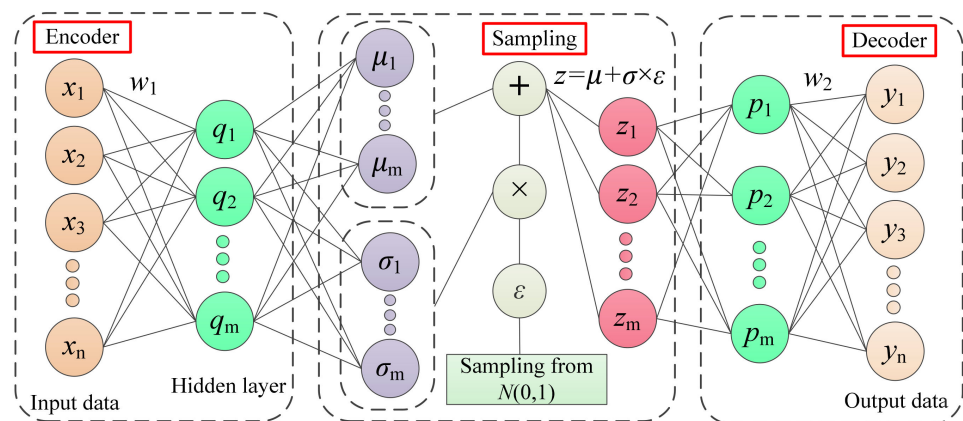 Encoder
x1
x2
x3
xn
w1
q1
q2
qm
Input data
Hidden layer
μ1
μm
σ1
σm
Sampling
z=μ+σ×ε
+
×
ε
Sampling from
N(0,1)
z1
z2
zm
Decoder
p1
p2
pm
w2
y1
y2
y3
yn
Output data